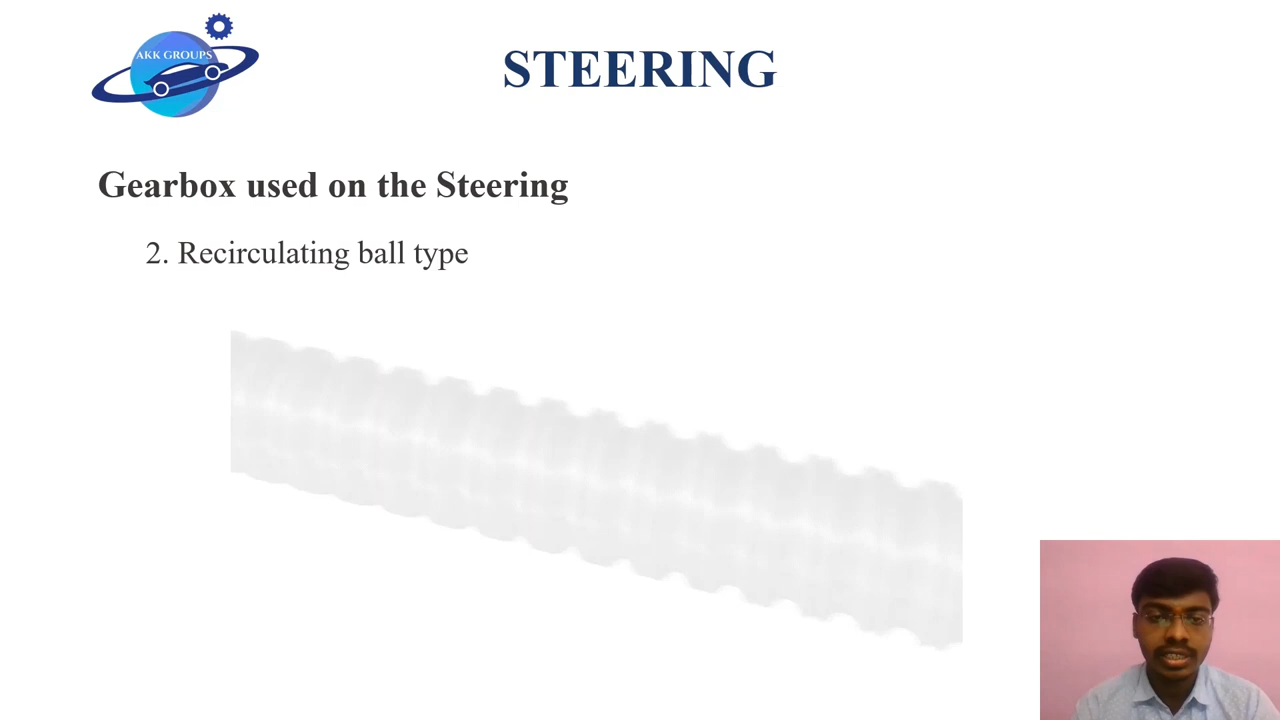 AKK GROUPS
STEERING
Gearbox used on the Steering
2. Recirculating ball type